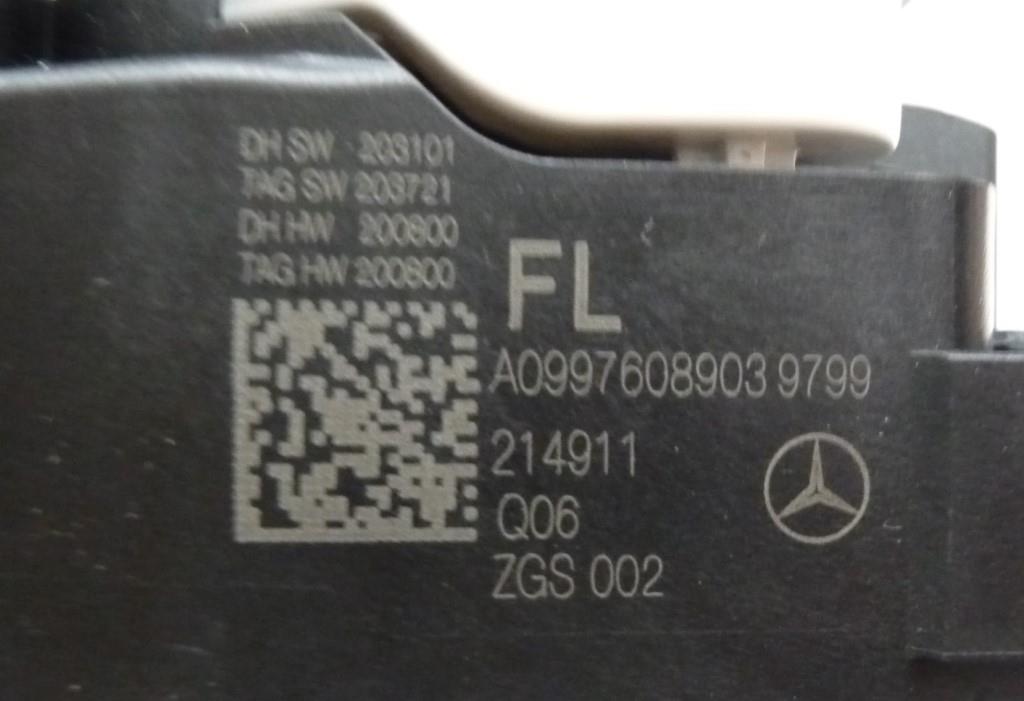 DH SW 203101
TAG SW 203721
DH HW 200800
TAG HW 200800
FL
A0997608903 9799
214911
Q06
ZGS 002